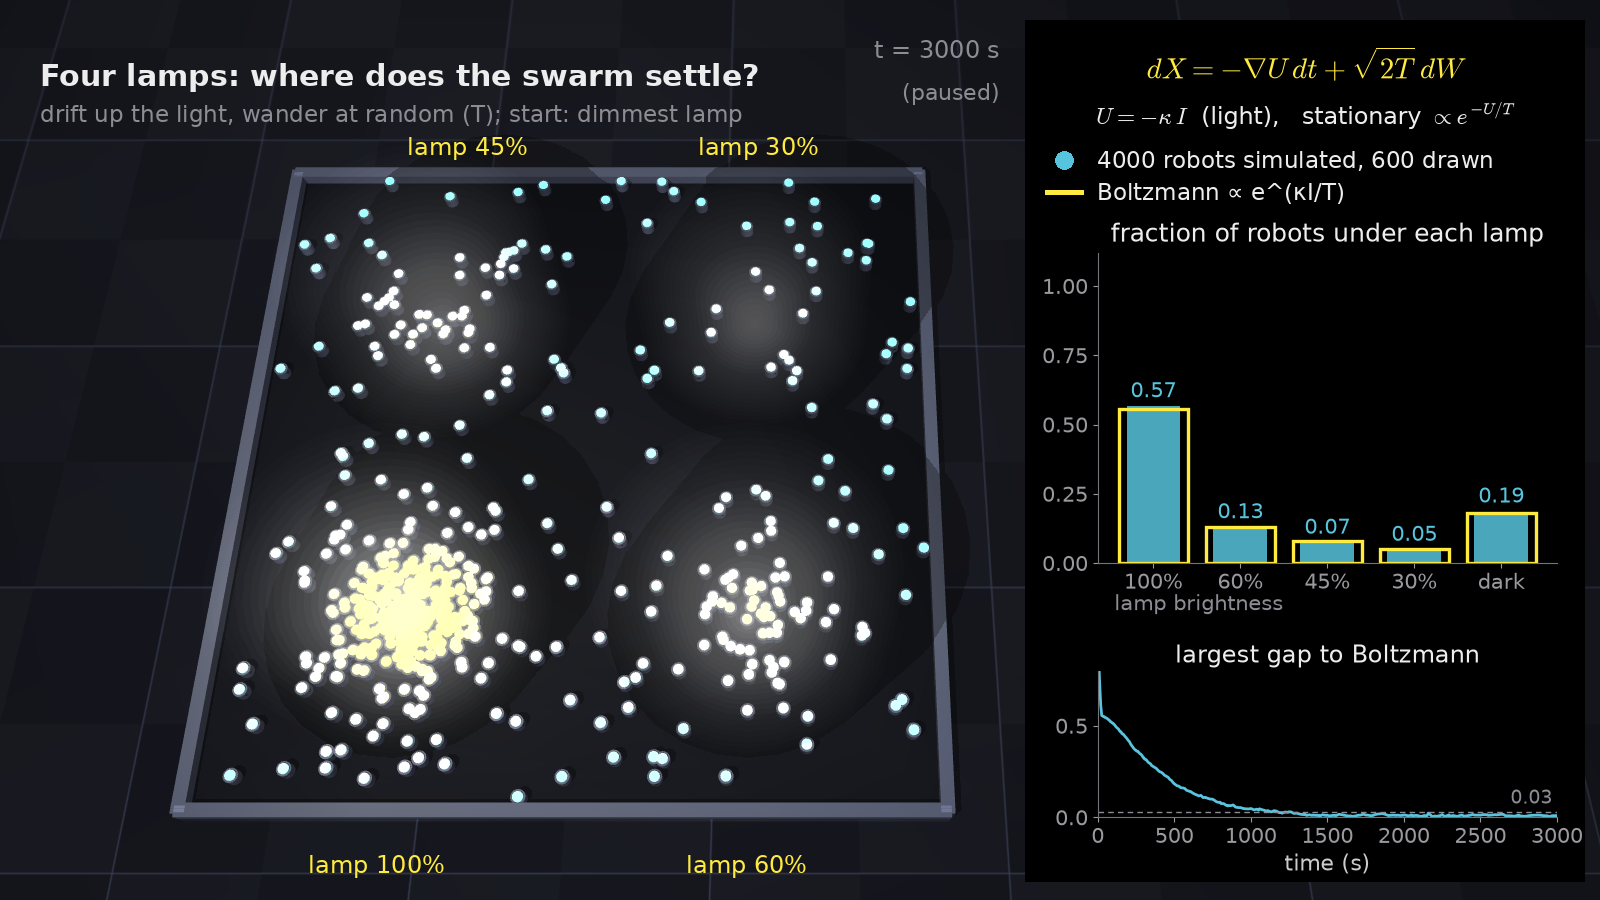 Four lamps: where does the swarm settle?
drift up the light, wander at random (T); start: dimmest lamp
t = 3000 s
(paused)
lamp 45%
lamp 30%
lamp 100%
lamp 60%
dX = −∇U dt + √2T dW
U = −κ I (light), stationary ∝ e^{−U/T}
4000 robots simulated, 600 drawn
Boltzmann ∝ e^(κI/T)
fraction of robots under each lamp
1.00
0.75
0.50
0.25
0.00
0.57
0.13
0.07
0.05
0.19
100%
60%
45%
30%
dark
lamp brightness
largest gap to Boltzmann
0.5
0.0
0.03
0
500
1000
1500
2000
2500
3000
time (s)